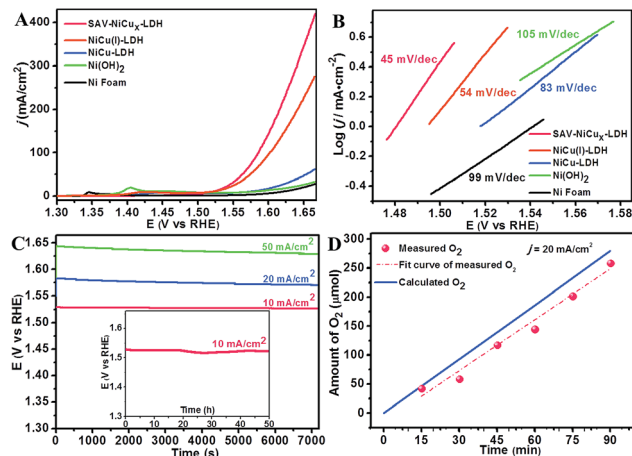 A
SAV-NiCuX-LDH
NiCu(I)-LDH
NiCu-LDH
Ni(OH)2
Ni Foam
j (mA/cm2)
400
300
200
100
0
1.30 1.35 1.40 1.45 1.50 1.55 1.60 1.65
E (V vs RHE)
B
105 mV/dec
45 mV/dec
54 mV/dec
83 mV/dec
99 mV/dec
SAV-NiCuX-LDH
NiCu(I)-LDH
NiCu-LDH
Ni(OH)2
Ni Foam
Log (j / mA•cm-2)
0.8
0.4
0.0
-0.4
1.48 1.50 1.52 1.54 1.56 1.58
E (V vs RHE)
C
50 mA/cm2
20 mA/cm2
10 mA/cm2
E (V vs RHE)
1.65
1.60
1.55
1.50
1.45
1.40
1.35
1.30
0 1000 2000 3000 4000 5000 6000 7000
Time (s)
10 mA/cm2
E (V vs RHE)
1.6
1.5
1.4
1.3
0 10 20 30 40 50
Time (h)
D
Measured O2
j = 20 mA/cm2
Fit curve of measured O2
Calculated O2
Amount of O2 (μmol)
300
250
200
150
100
50
0
0 15 30 45 60 75 90
Time (min)